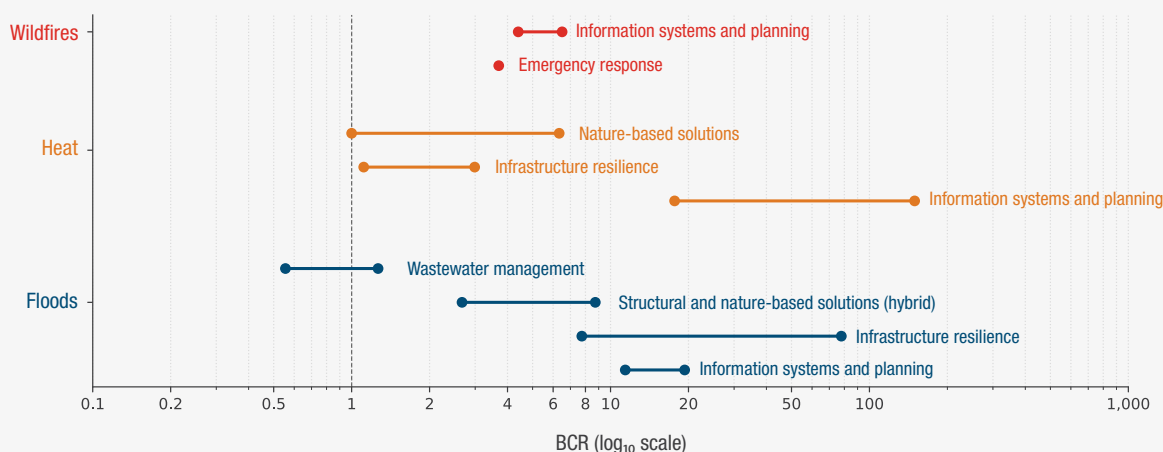 Wildfires
Information systems and planning
Emergency response
Heat
Nature-based solutions
Infrastructure resilience
Information systems and planning
Floods
Wastewater management
Structural and nature-based solutions (hybrid)
Infrastructure resilience
Information systems and planning
0.1 0.2 0.5 1 2 4 6 8 10 20 50 100 1,000
BCR (log₁₀ scale)